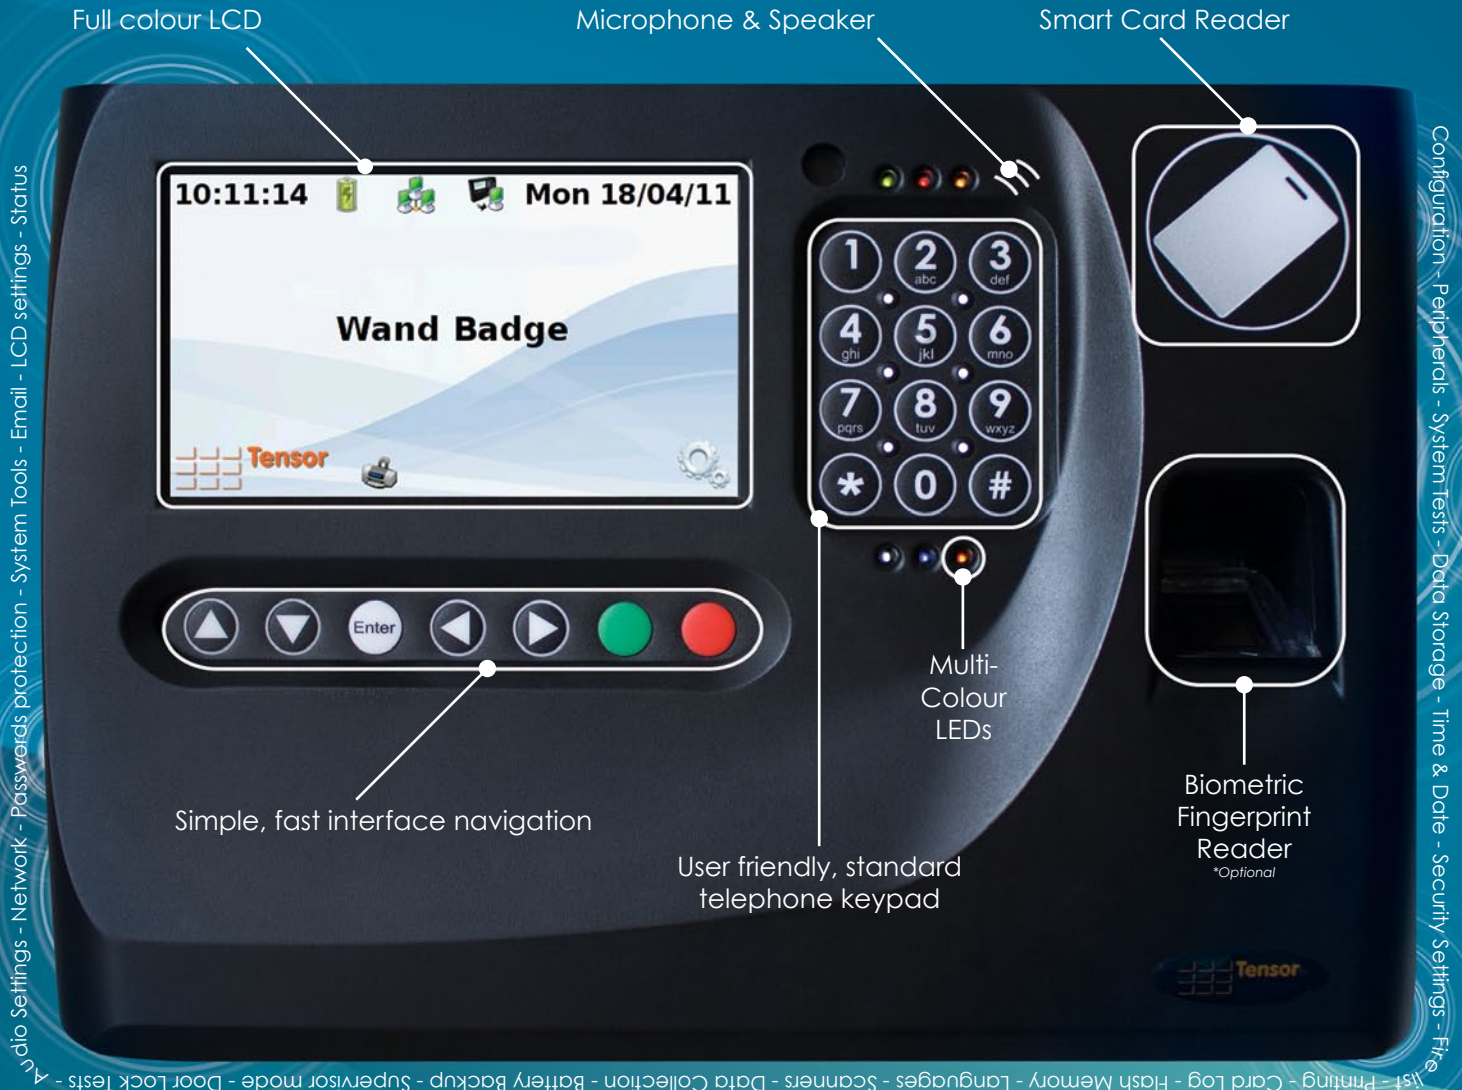 Full colour LCD
Microphone & Speaker
Smart Card Reader
10:11:14
Mon 18/04/11
Wand Badge
Tensor
1
2
abc
3
def
4
ghi
5
jkl
6
mno
7
pqrs
8
tuv
9
wxyz
*
0
#
Enter
Multi-
Colour
LEDs
Simple, fast interface navigation
User friendly, standard
telephone keypad
Biometric
Fingerprint
Reader
*Optional
Tensor
Configuration - Peripherals - System Tests - Data Storage - Time & Date - Security Settings - Fire
list - Printing - Card Log - Flash Memory - Languages - Scanners - Data Collection - Battery Backup - Supervisor mode - Door Lock Tests -
Audio Settings - Network - Passwords protection - System Tools - Email - LCD settings - Status